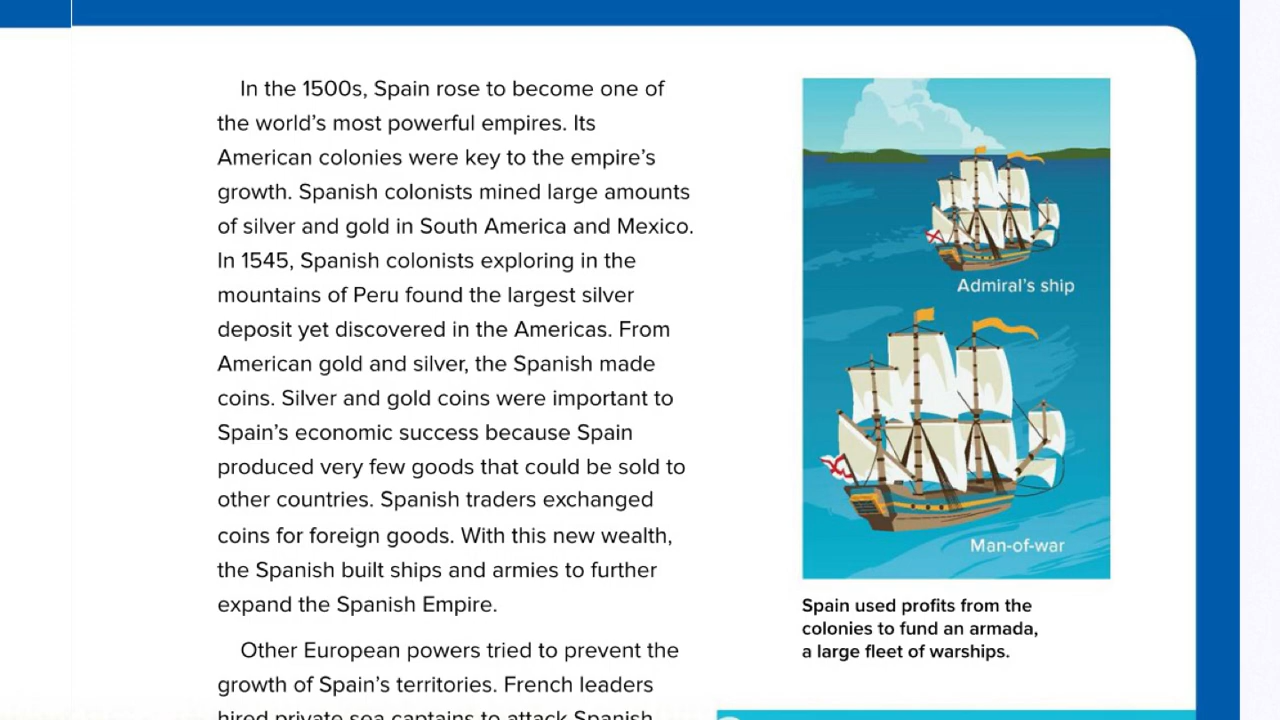 In the 1500s, Spain rose to become one of
the world's most powerful empires. Its
American colonies were key to the empire's
growth. Spanish colonists mined large amounts
of silver and gold in South America and Mexico.
In 1545, Spanish colonists exploring in the
mountains of Peru found the largest silver
deposit yet discovered in the Americas. From
American gold and silver, the Spanish made
coins. Silver and gold coins were important to
Spain's economic success because Spain
produced very few goods that could be sold to
other countries. Spanish traders exchanged
coins for foreign goods. With this new wealth,
the Spanish built ships and armies to further
expand the Spanish Empire.
Other European powers tried to prevent the
growth of Spain's territories. French leaders
hired private sea captains to attack Spanish
Admiral's ship
Man-of-war
Spain used profits from the
colonies to fund an armada,
a large fleet of warships.